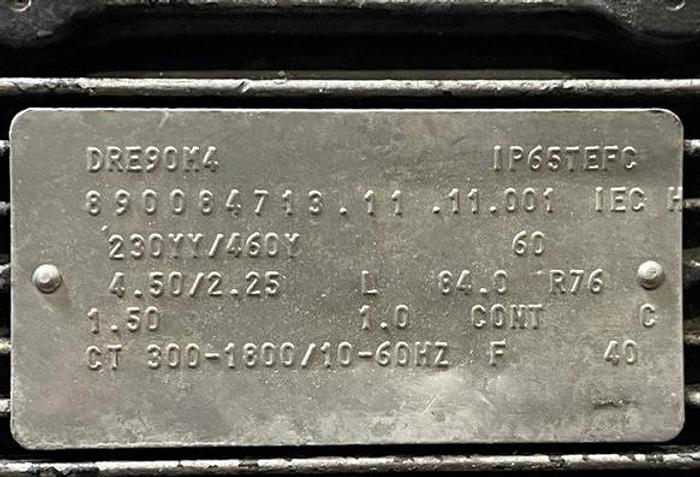 DRE90M4 IP65TEFC
890084713.11.11.001 IEC H
230YY/460Y 60
4.50/2.25 L 84.0 R76
1.50 1.0 CONT C
CT 300-1800/10-60HZ F 40